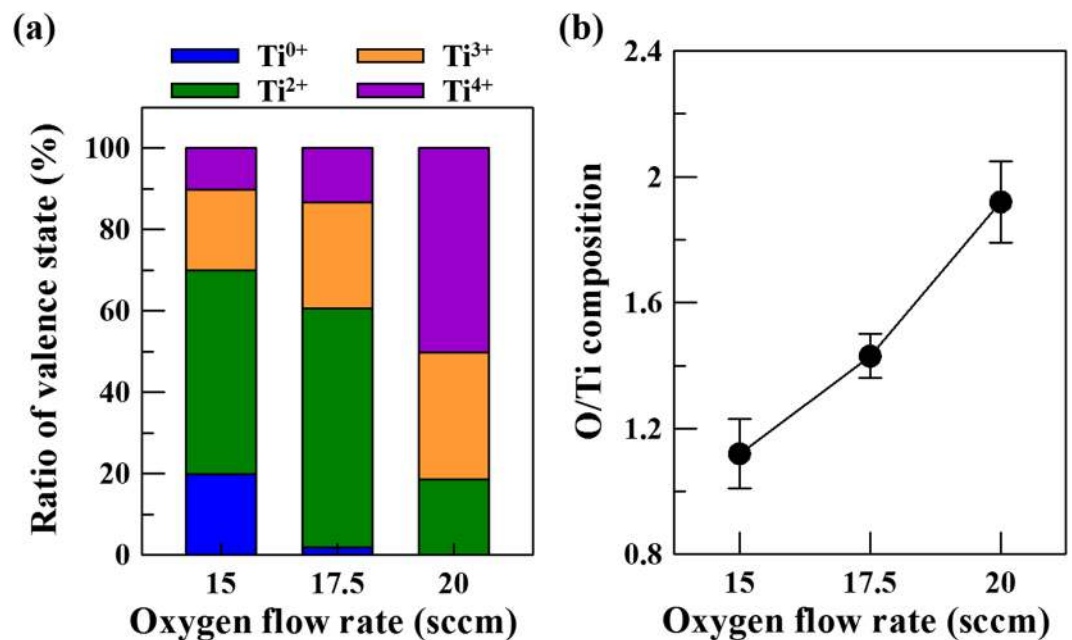 (a)
Ti⁰⁺ Ti³⁺
Ti²⁺ Ti⁴⁺
Ratio of valence state (%)
100
80
60
40
20
0
15 17.5 20
Oxygen flow rate (sccm)
(b)
O/Ti composition
2.4
2
1.6
1.2
0.8
15 17.5 20
Oxygen flow rate (sccm)